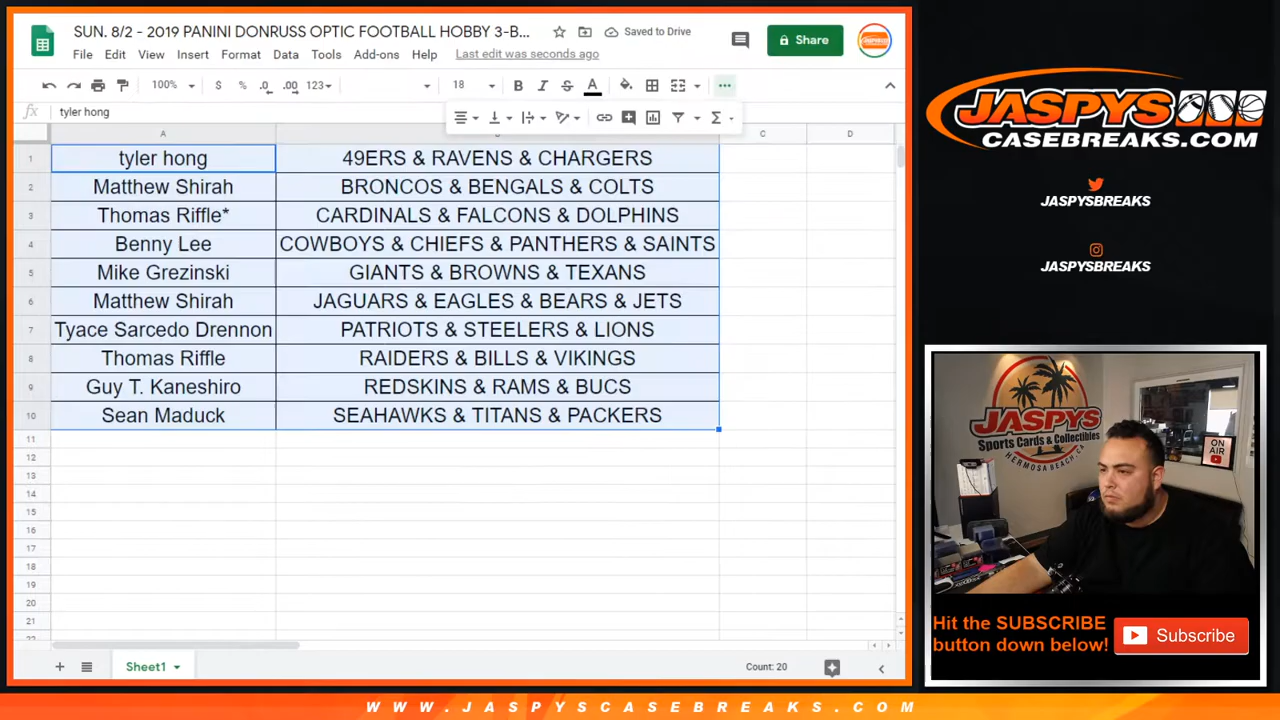 SUN. 8/2 - 2019 PANINI DONRUSS OPTIC FOOTBALL HOBBY 3-B...
Saved to Drive
Share
File Edit View Insert Format Data Tools Add-ons Help Last edit was seconds ago
100% $ % .0 .00 123 18 B I S A
fx tyler hong
A B C D
1 tyler hong 49ERS & RAVENS & CHARGERS
2 Matthew Shirah BRONCOS & BENGALS & COLTS
3 Thomas Riffle* CARDINALS & FALCONS & DOLPHINS
4 Benny Lee COWBOYS & CHIEFS & PANTHERS & SAINTS
5 Mike Grezinski GIANTS & BROWNS & TEXANS
6 Matthew Shirah JAGUARS & EAGLES & BEARS & JETS
7 Tyace Sarcedo Drennon PATRIOTS & STEELERS & LIONS
8 Thomas Riffle RAIDERS & BILLS & VIKINGS
9 Guy T. Kaneshiro REDSKINS & RAMS & BUCS
10 Sean Maduck SEAHAWKS & TITANS & PACKERS
11
12
13
14
15
16
17
18
19
20
21
22
Sheet1
Count: 20
JASPYS
CASEBREAKS.COM
JASPYSBREAKS
JASPYSBREAKS
JASPYS
Sports Cards & Collectibles
HERMOSA BEACH, CA
ON
AIR
Hit the SUBSCRIBE
button down below!
Subscribe
WWW.JASPYSCASEBREAKS.COM